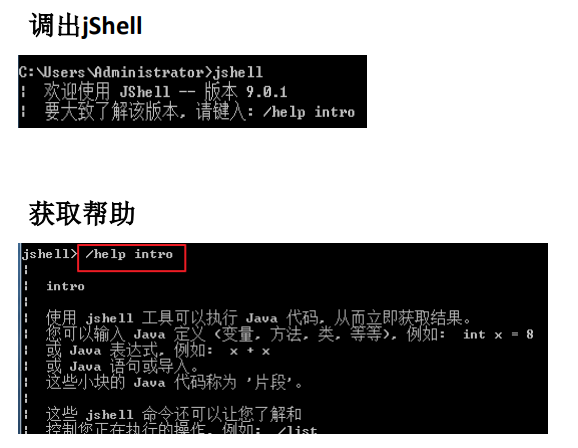 调出jShell
C:\Users\Administrator>jshell
|  欢迎使用 JShell -- 版本 9.0.1
|  要大致了解该版本, 请键入: /help intro
获取帮助
jshell> /help intro
|
|  intro
|
|  使用 jshell 工具可以执行 Java 代码, 从而立即获取结果。
|  您可以输入 Java 定义 (变量, 方法, 类, 等等), 例如:  int x = 8
|  或 Java 表达式, 例如:  x + x
|  或 Java 语句或导入。
|  这些小块的 Java 代码称为 '片段'。
|
|  这些 jshell 命令还可以让您了解和
|  控制您正在执行的操作, 例如:  /list